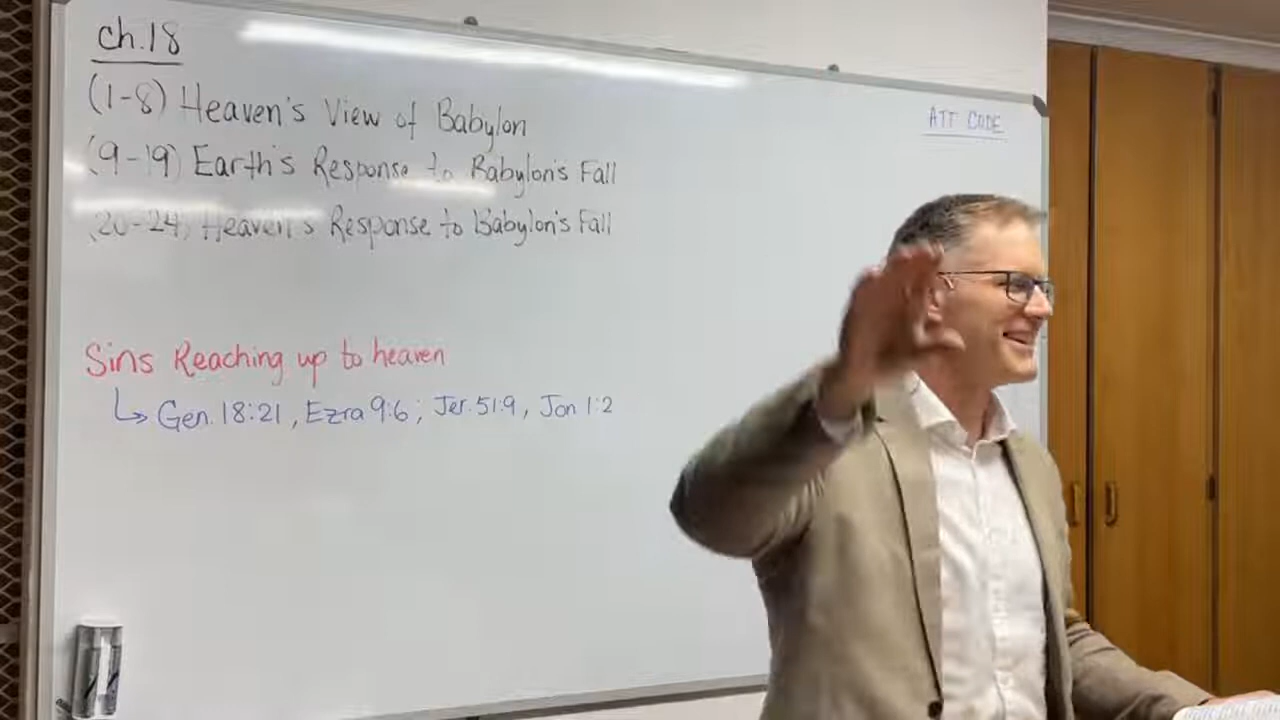 ch.18
(1-8) Heaven's View of Babylon
(9-19) Earth's Response to Babylon's Fall
(20-24) Heaven's Response to Babylon's Fall
ATT CODE
Sins Reaching up to heaven
↳ Gen. 18:21, Ezra 9:6; Jer. 51:9, Jon 1:2